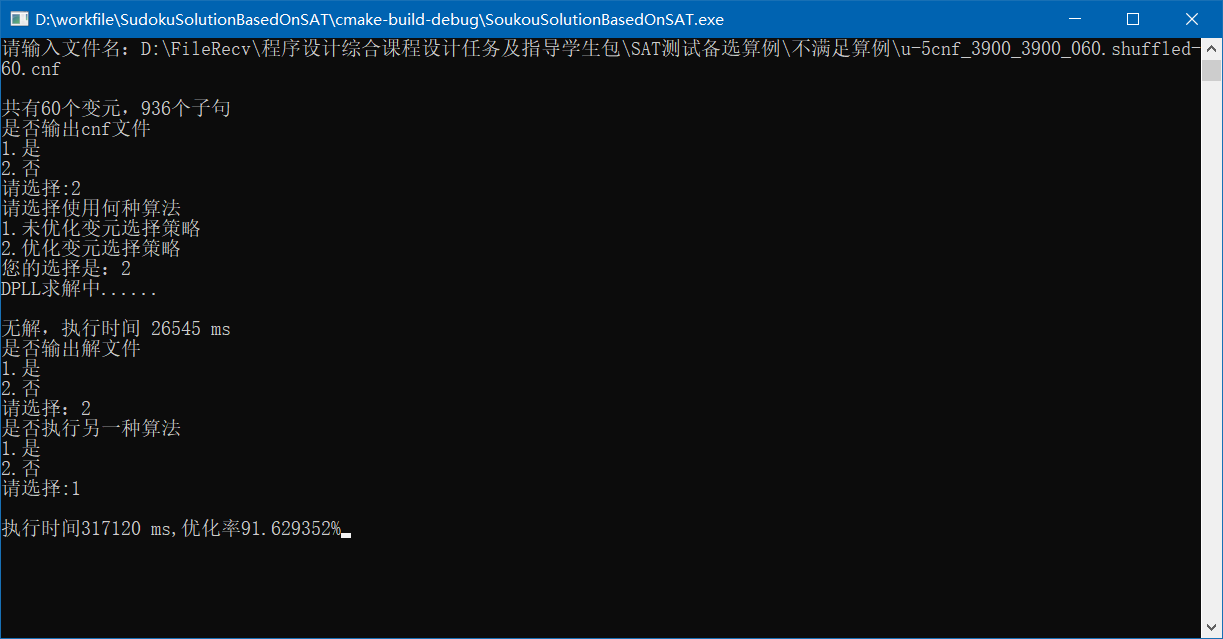 D:\workfile\SudokuSolutionBasedOnSAT\cmake-build-debug\SoukouSolutionBasedOnSAT.exe
请输入文件名：D:\FileRecv\程序设计综合课程设计任务及指导学生包\SAT测试备选算例\不满足算例\u-5cnf_3900_3900_060.shuffled-
60.cnf
共有60个变元，936个子句
是否输出cnf文件
1.是
2.否
请选择:2
请选择使用何种算法
1.未优化变元选择策略
2.优化变元选择策略
您的选择是：2
DPLL求解中......
无解，执行时间 26545 ms
是否输出解文件
1.是
2.否
请选择：2
是否执行另一种算法
1.是
2.否
请选择:1
执行时间317120 ms,优化率91.629352%